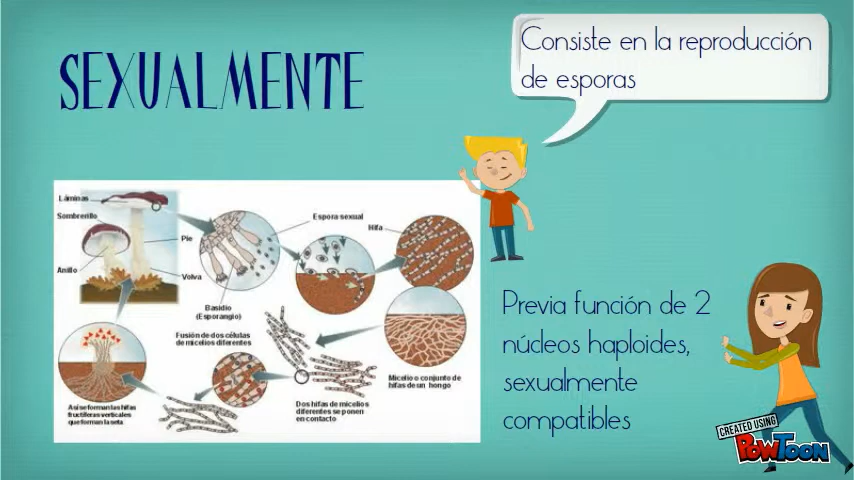 SEXUALMENTE
Consiste en la reproducción
de esporas
Láminas
Sombrerillo
Pie
Anillo
Volva
Espora sexual
Hifa
Basidio
(Esporangio)
Fusión de dos células
de micelios diferentes
Micelio o conjunto de
hifas de un hongo
Dos hifas de micelios
diferentes se ponen
en contacto
Así se forman las hifas
fructíferas verticales
que forman la seta
Previa función de 2
núcleos haploides,
sexualmente
compatibles
CREATED USING
POWTOON